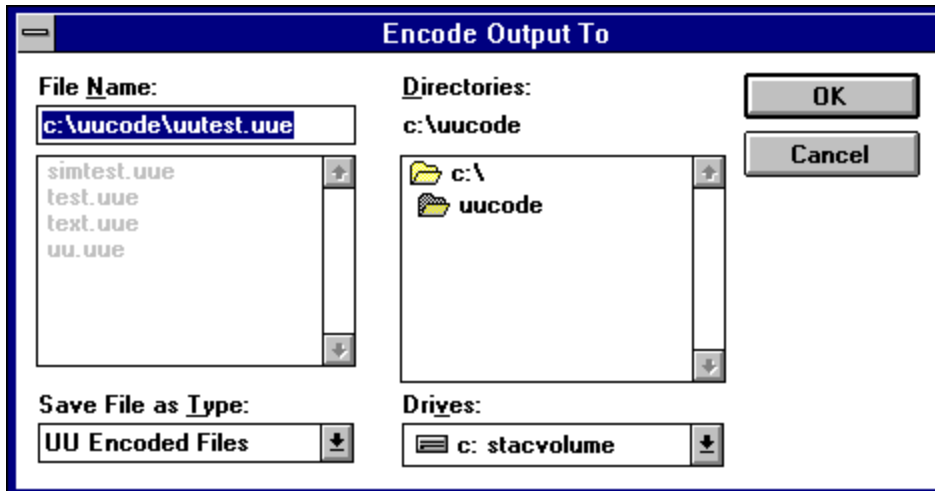 Encode Output To
File Name:
c:\uucode\uutest.uue
simtest.uue
test.uue
text.uue
uu.uue
Save File as Type:
UU Encoded Files
Directories:
c:\uucode
c:\
uucode
Drives:
c: stacvolume
OK
Cancel